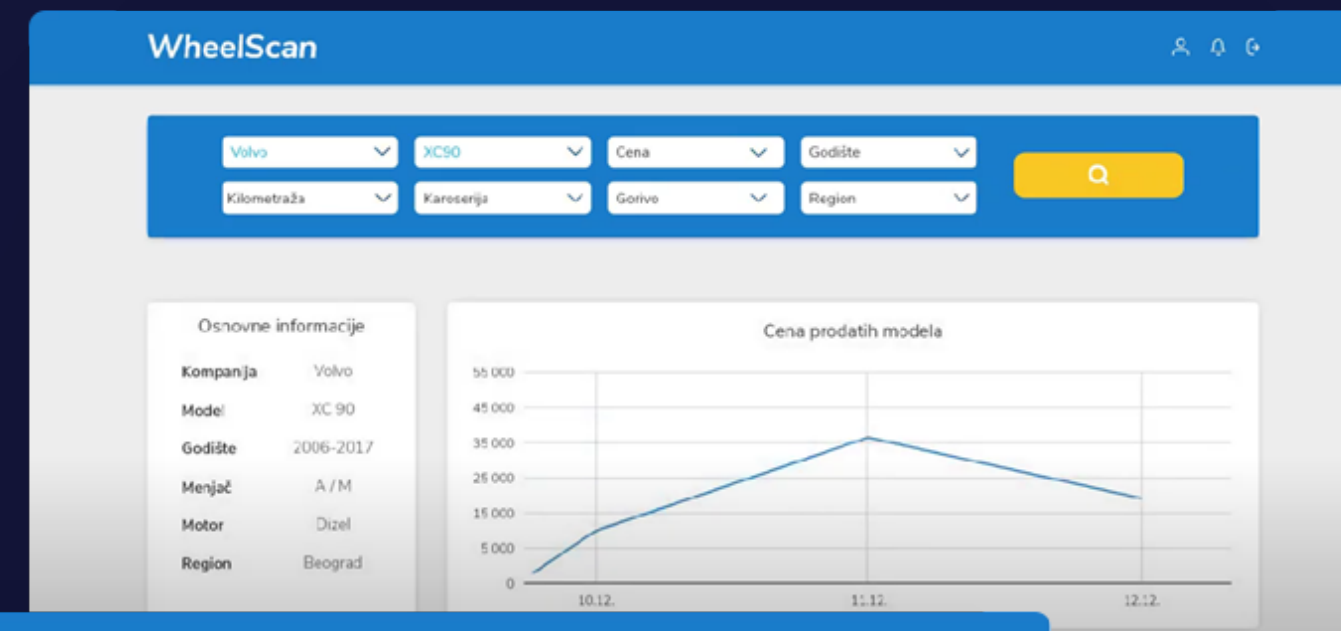 WheelScan
Volvo XC90 Cena Godište
Kilometraža Karoserija Gorivo Region
Osnovne informacije
Kompanija Volvo
Model XC 90
Godište 2006-2017
Menjač A / M
Motor Dizel
Region Beograd
Cena prodatih modela
55 000
45 000
35 000
25 000
15 000
5 000
0
10.12. 11.12. 12.12.